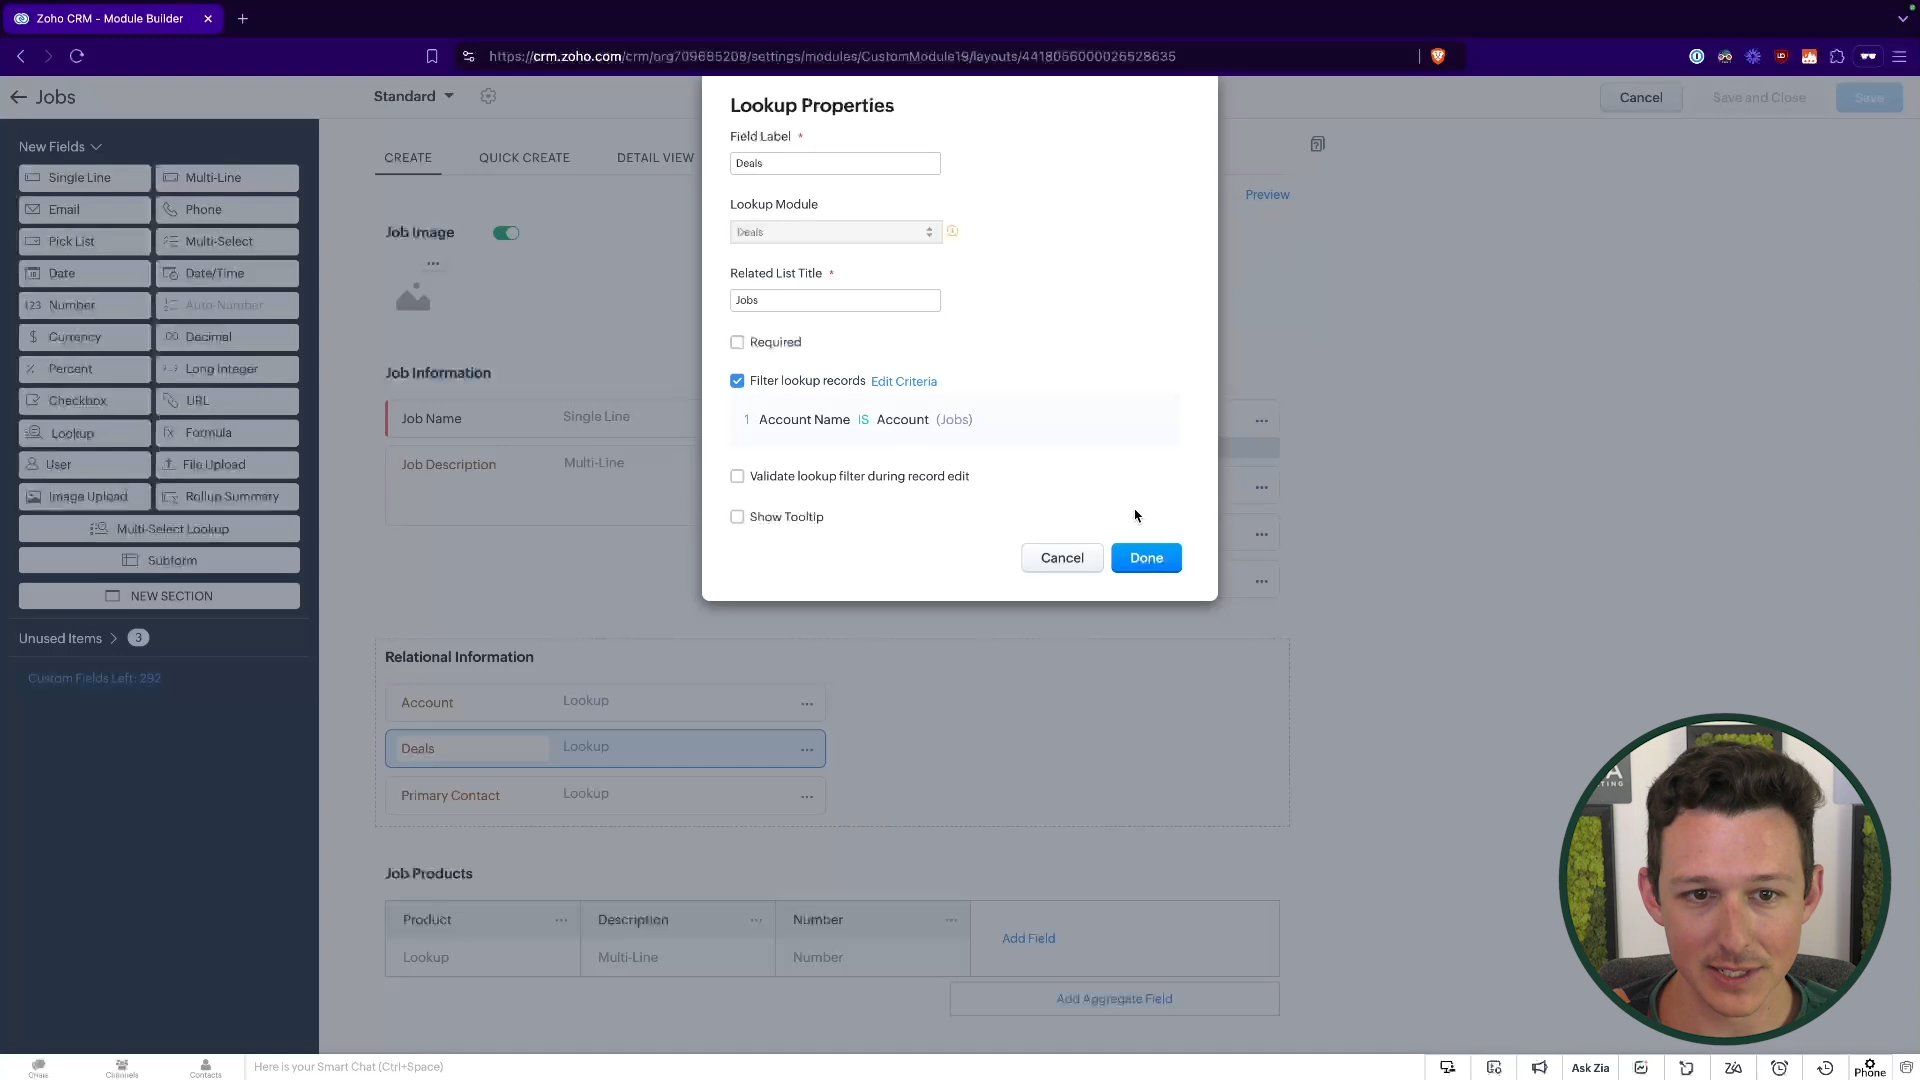 Zoho CRM - Module Builder
https://crm.zoho.com/crm/org709685208/settings/modules/CustomModule19/layouts/4418056000026528635
Jobs
Standard
Cancel
Save and Close
Save
New Fields
Single Line
Multi-Line
Email
Phone
Pick List
Multi-Select
Date
Date/Time
Number
Auto-Number
Currency
Decimal
Percent
Long Integer
Checkbox
URL
Lookup
Formula
User
File Upload
Image Upload
Rollup Summary
Multi-Select Lookup
Subform
NEW SECTION
Unused Items
3
Custom Fields Left: 292
CREATE
QUICK CREATE
DETAIL VIEW
Preview
Job Image
Job Information
Job Name
Single Line
Job Description
Multi-Line
Lookup Properties
Field Label *
Deals
Lookup Module
Deals
Related List Title *
Jobs
Required
Filter lookup records Edit Criteria
1 Account Name IS Account (Jobs)
Validate lookup filter during record edit
Show Tooltip
Cancel
Done
Relational Information
Account
Lookup
Deals
Lookup
Primary Contact
Lookup
Job Products
Product
Description
Number
Lookup
Multi-Line
Number
Add Field
Add Aggregate Field
Chats
Channels
Contacts
Here is your Smart Chat (Ctrl+Space)
Ask Zia
Phone